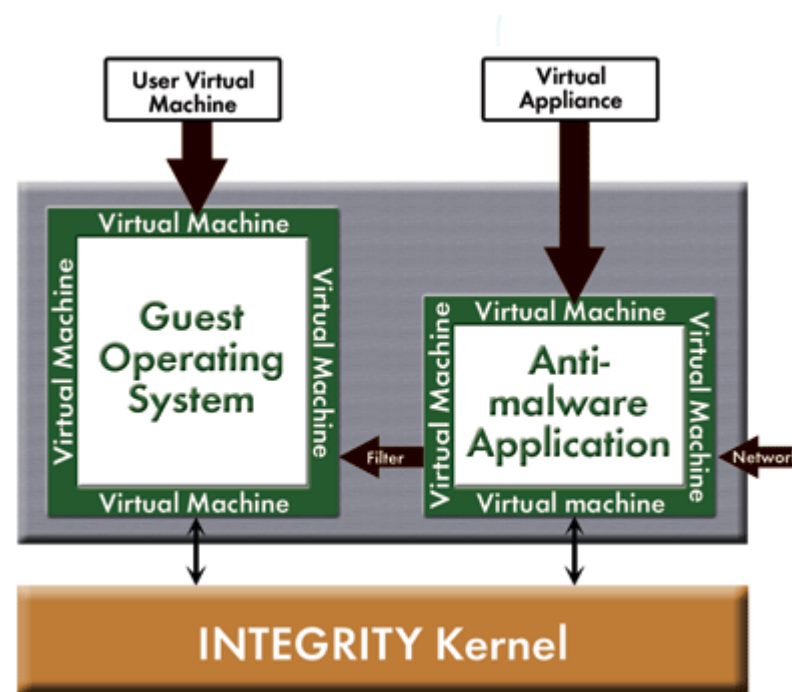 User Virtual
Machine
Virtual
Appliance
Virtual Machine
Virtual Machine
Guest
Operating
System
Virtual Machine
Virtual Machine
Filter
Virtual Machine
Virtual Machine
Anti-
malware
Application
Virtual Machine
Virtual machine
Network
INTEGRITY Kernel